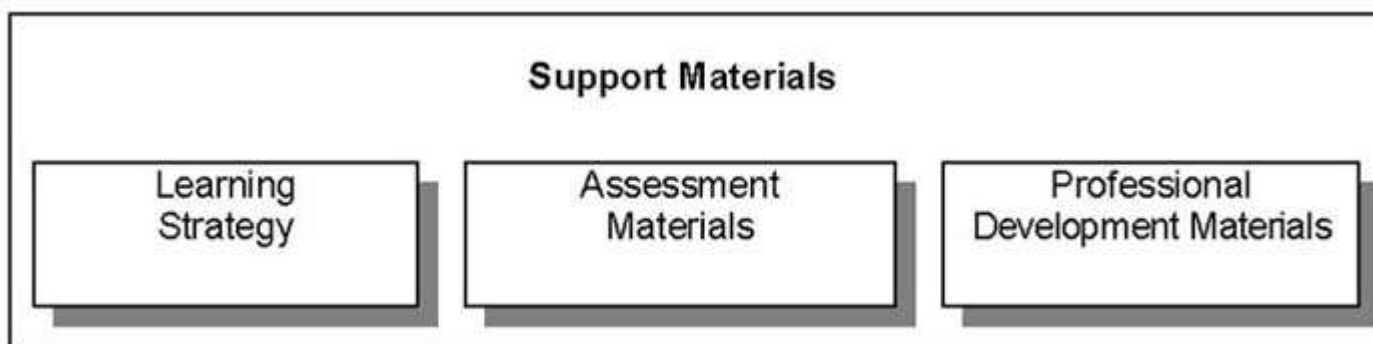 Support Materials
Learning
Strategy
Assessment
Materials
Professional
Development Materials